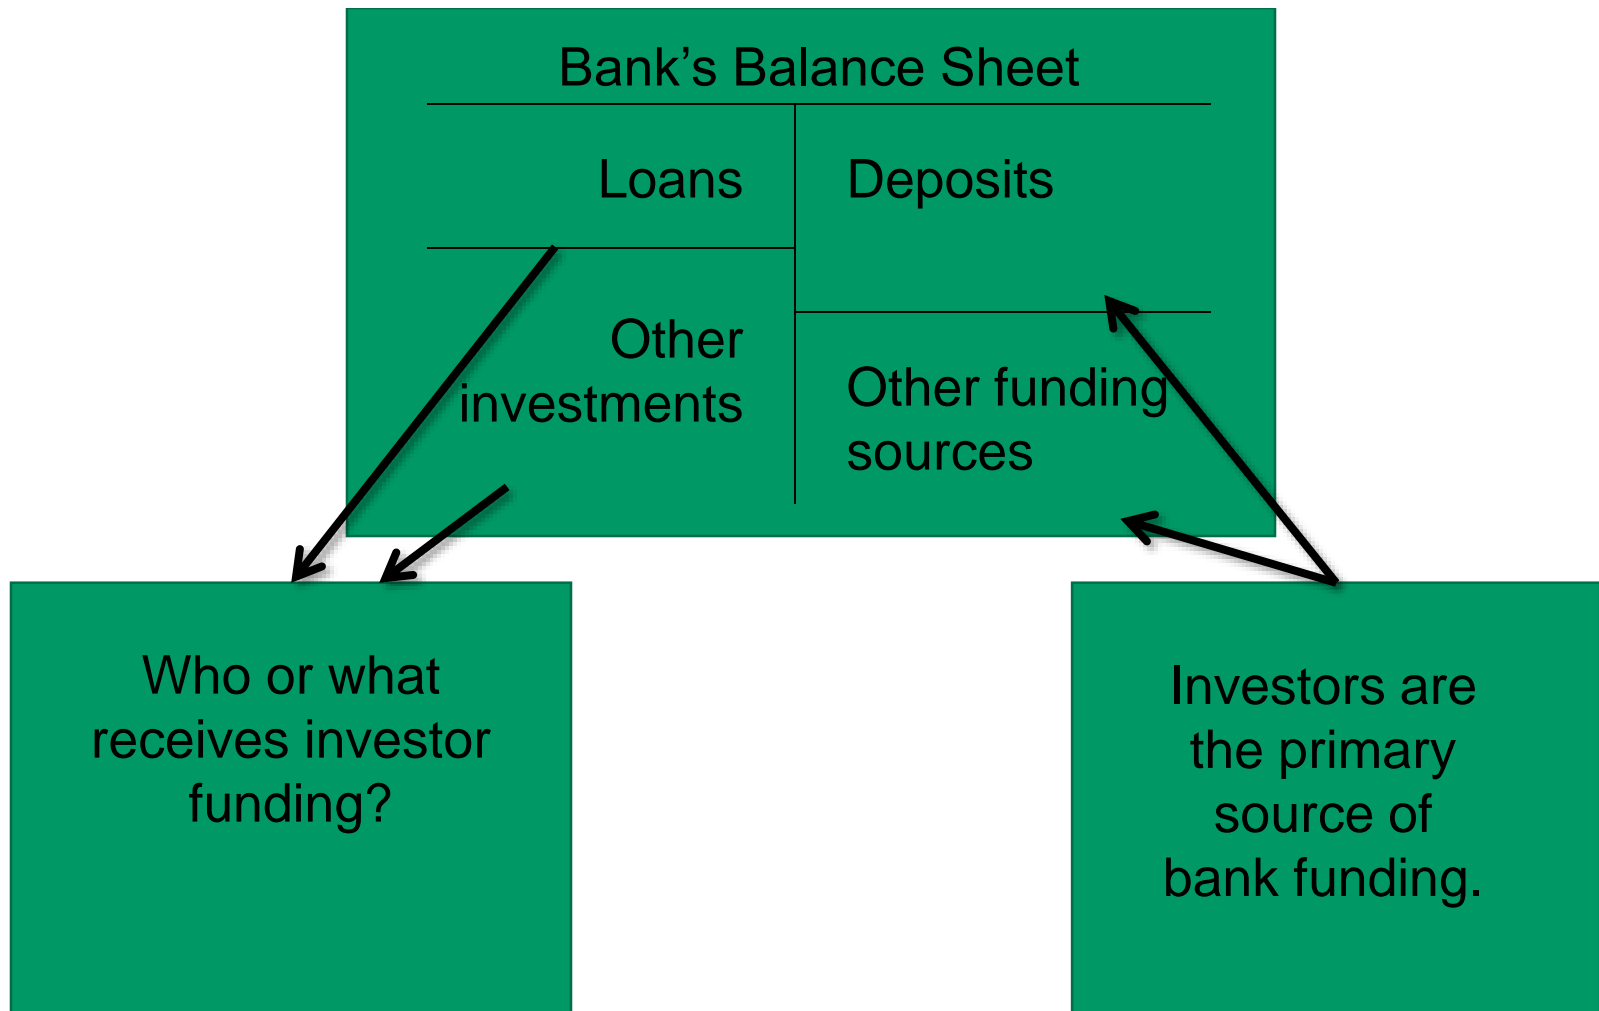 Bank’s Balance Sheet
Loans
Deposits
Other
investments
Other funding
sources
Who or what
receives investor
funding?
Investors are
the primary
source of
bank funding.